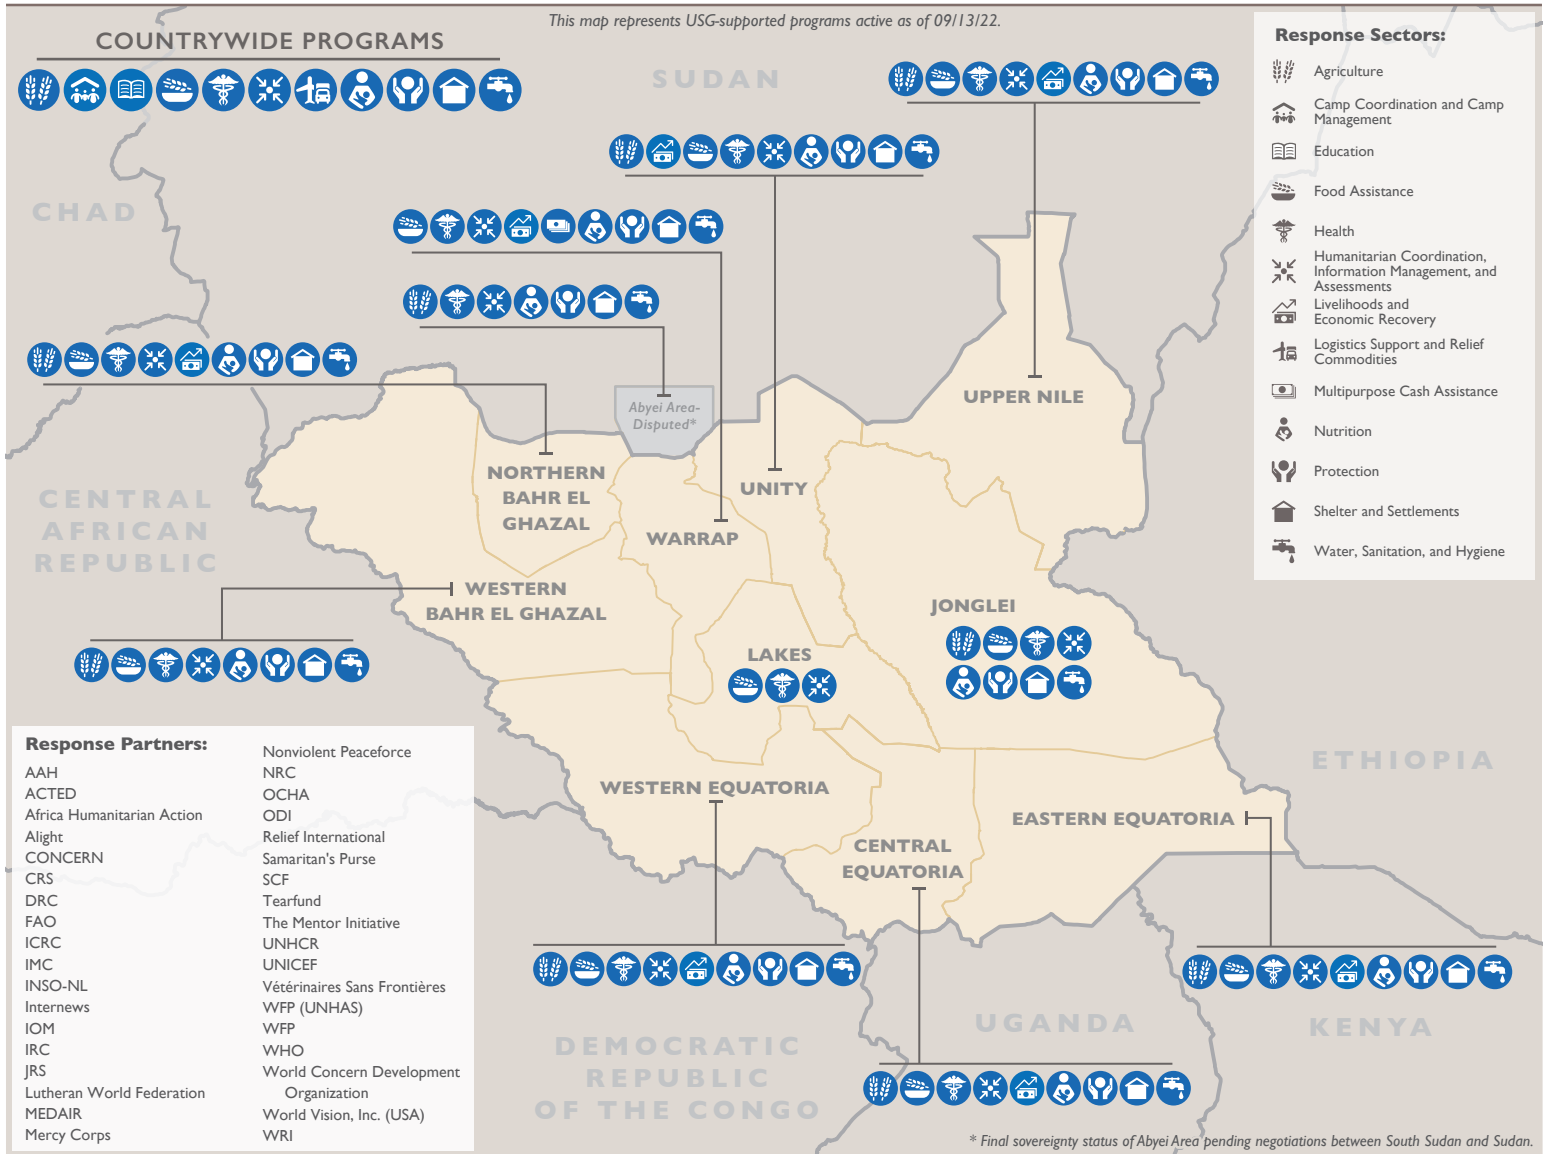 This map represents USG-supported programs active as of 09/13/22.
COUNTRYWIDE PROGRAMS
SUDAN
CHAD
CENTRAL
AFRICAN
REPUBLIC
Abyei Area-
Disputed*
UPPER NILE
NORTHERN
BAHR EL
GHAZAL
UNITY
WARRAP
WESTERN
BAHR EL GHAZAL
JONGLEI
LAKES
WESTERN EQUATORIA
CENTRAL
EQUATORIA
EASTERN EQUATORIA
ETHIOPIA
UGANDA
KENYA
DEMOCRATIC
REPUBLIC
OF THE CONGO
Response Sectors:
Agriculture
Camp Coordination and Camp
Management
Education
Food Assistance
Health
Humanitarian Coordination,
Information Management, and
Assessments
Livelihoods and
Economic Recovery
Logistics Support and Relief
Commodities
Multipurpose Cash Assistance
Nutrition
Protection
Shelter and Settlements
Water, Sanitation, and Hygiene
Response Partners:
AAH
ACTED
Africa Humanitarian Action
Alight
CONCERN
CRS
DRC
FAO
ICRC
IMC
INSO-NL
Internews
IOM
IRC
JRS
Lutheran World Federation
MEDAIR
Mercy Corps
Nonviolent Peaceforce
NRC
OCHA
ODI
Relief International
Samaritan's Purse
SCF
Tearfund
The Mentor Initiative
UNHCR
UNICEF
Vétérinaires Sans Frontières
WFP (UNHAS)
WFP
WHO
World Concern Development
Organization
World Vision, Inc. (USA)
WRI
* Final sovereignty status of Abyei Area pending negotiations between South Sudan and Sudan.